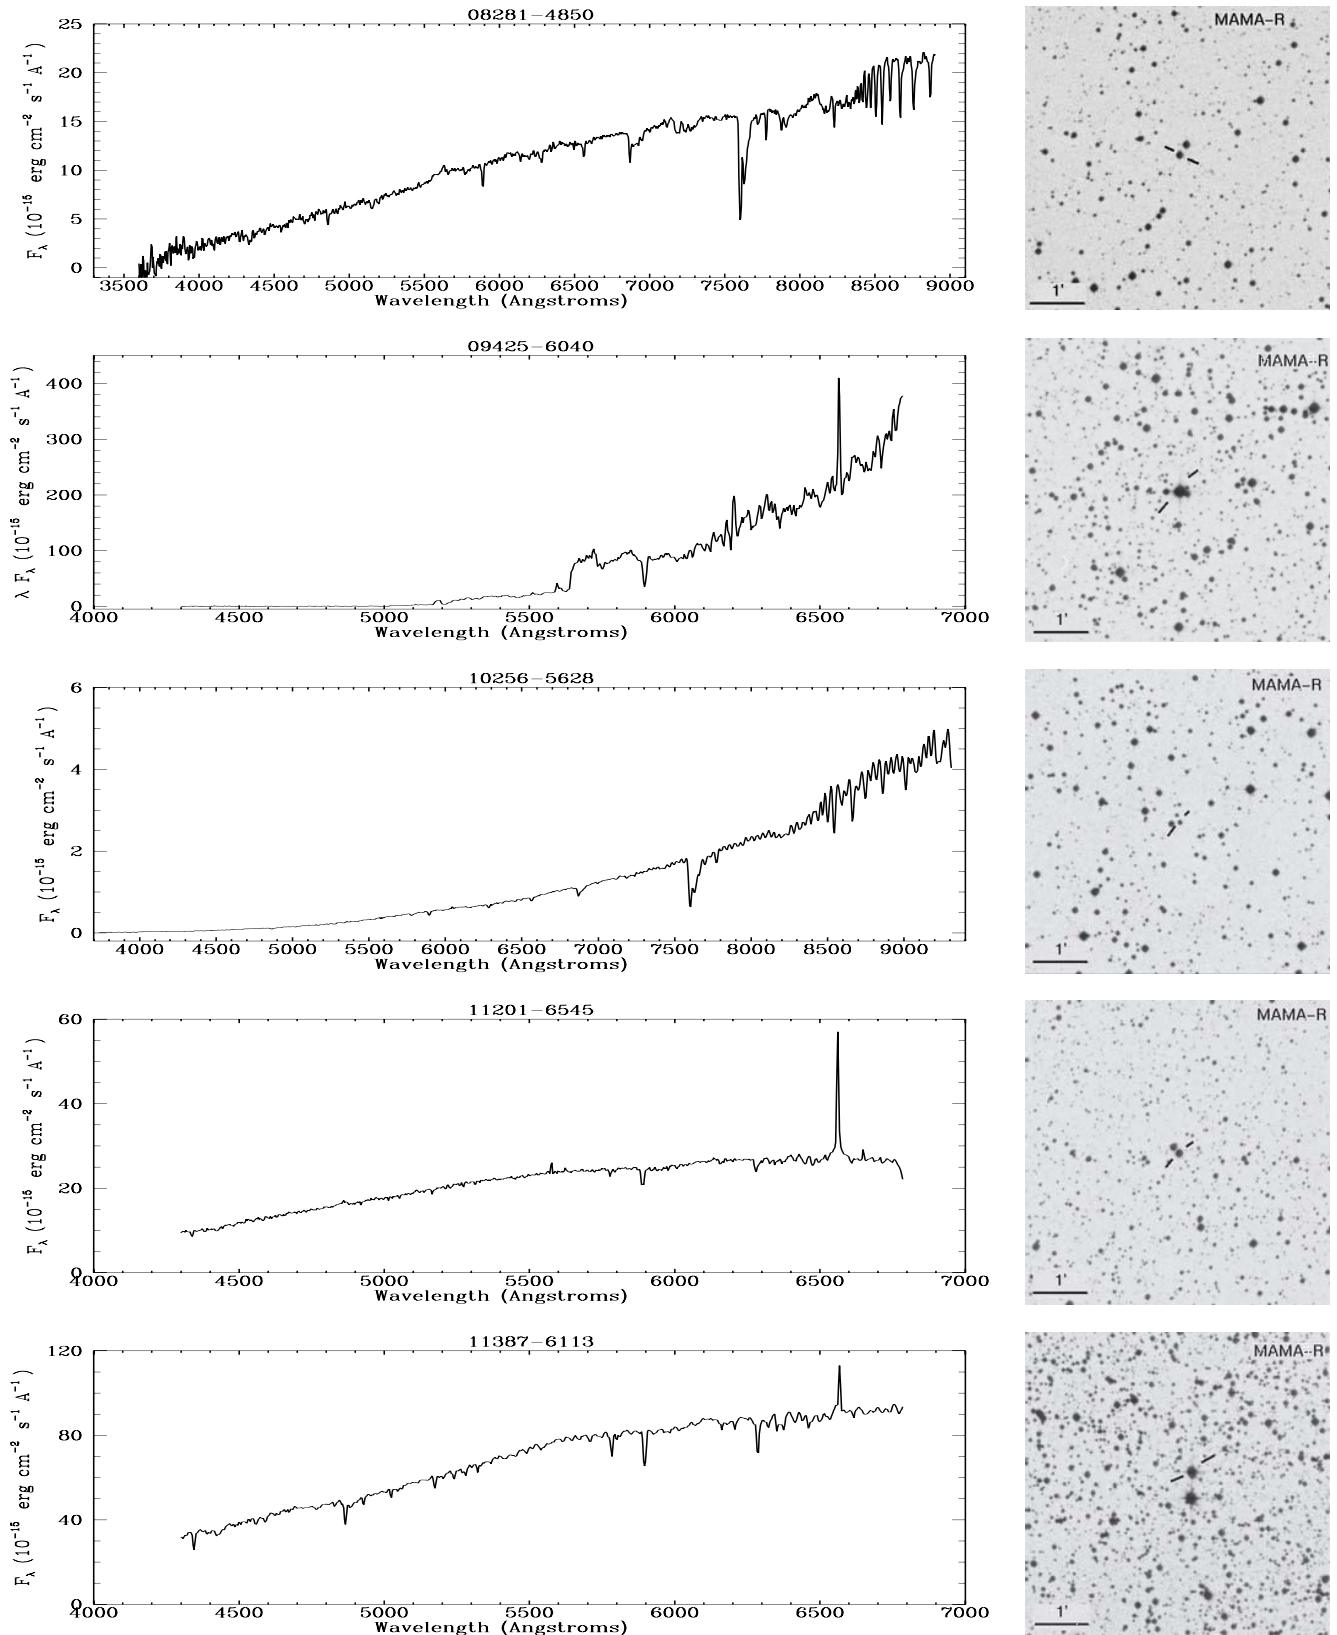 08281-4850
MAMA-R
25
20
15
10
5
0
F_λ (10^-15 erg cm^-2 s^-1 A^-1)
3500 4000 4500 5000 5500 6000 6500 7000 7500 8000 8500 9000
Wavelength (Angstroms)
1'
09425-6040
MAMA-R
400
300
200
100
0
λ F_λ (10^-15 erg cm^-2 s^-1 A^-1)
4000 4500 5000 5500 6000 6500 7000
Wavelength (Angstroms)
1'
10256-5628
MAMA-R
6
4
2
0
F_λ (10^-15 erg cm^-2 s^-1 A^-1)
4000 5000 6000 6500 7000 8000 9000
Wavelength (Angstroms)
1'
11201-6545
MAMA-R
60
40
20
0
F_λ (10^-15 erg cm^-2 s^-1 A^-1)
4000 4500 5000 5500 6000 6500 7000
Wavelength (Angstroms)
1'
11387-6113
MAMA-R
120
80
40
0
F_λ (10^-15 erg cm^-2 s^-1 A^-1)
4000 4500 5000 5500 6000 6500 7000
Wavelength (Angstroms)
1'